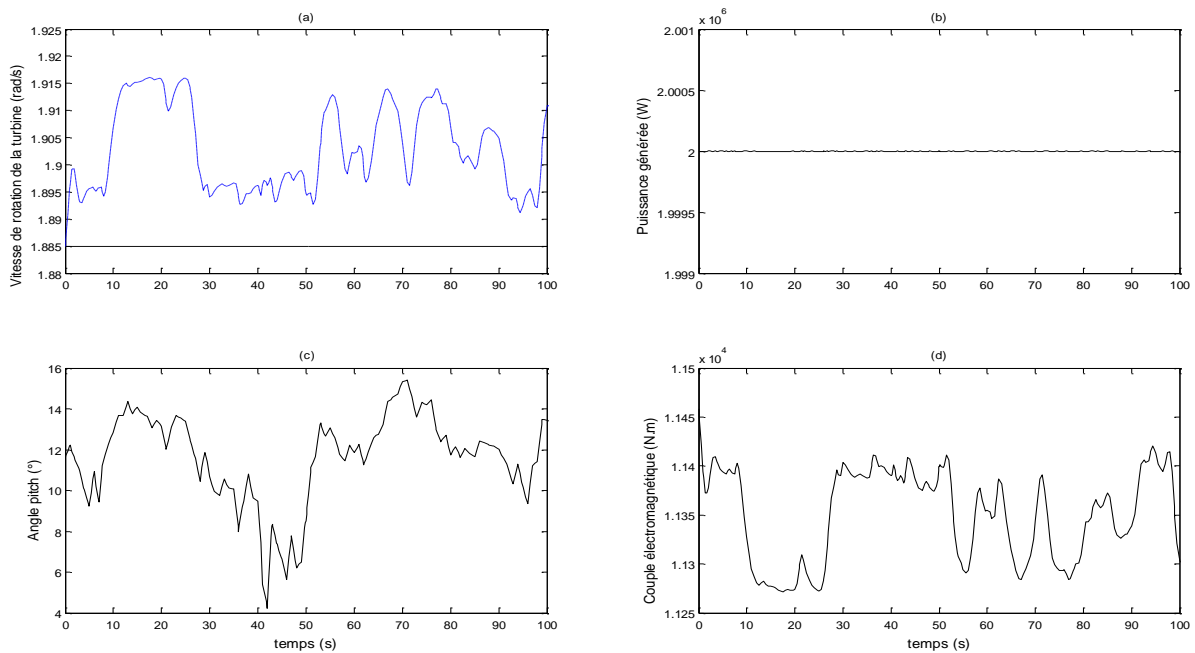 (a)
Vitesse de rotation de la turbine (rad/s)
1.925
1.92
1.915
1.91
1.905
1.9
1.895
1.89
1.885
1.88
0 10 20 30 40 50 60 70 80 90 100
(b)
x 10^6
Puissance générée (W)
2.001
2.0005
2
1.9995
1.999
0 10 20 30 40 50 60 70 80 90 100
(c)
Angle pitch (°)
16
14
12
10
8
6
4
0 10 20 30 40 50 60 70 80 90 100
temps (s)
(d)
x 10^4
Couple électromagnétique (N.m)
1.15
1.145
1.14
1.135
1.13
1.125
0 10 20 30 40 50 60 70 80 90 100
temps (s)